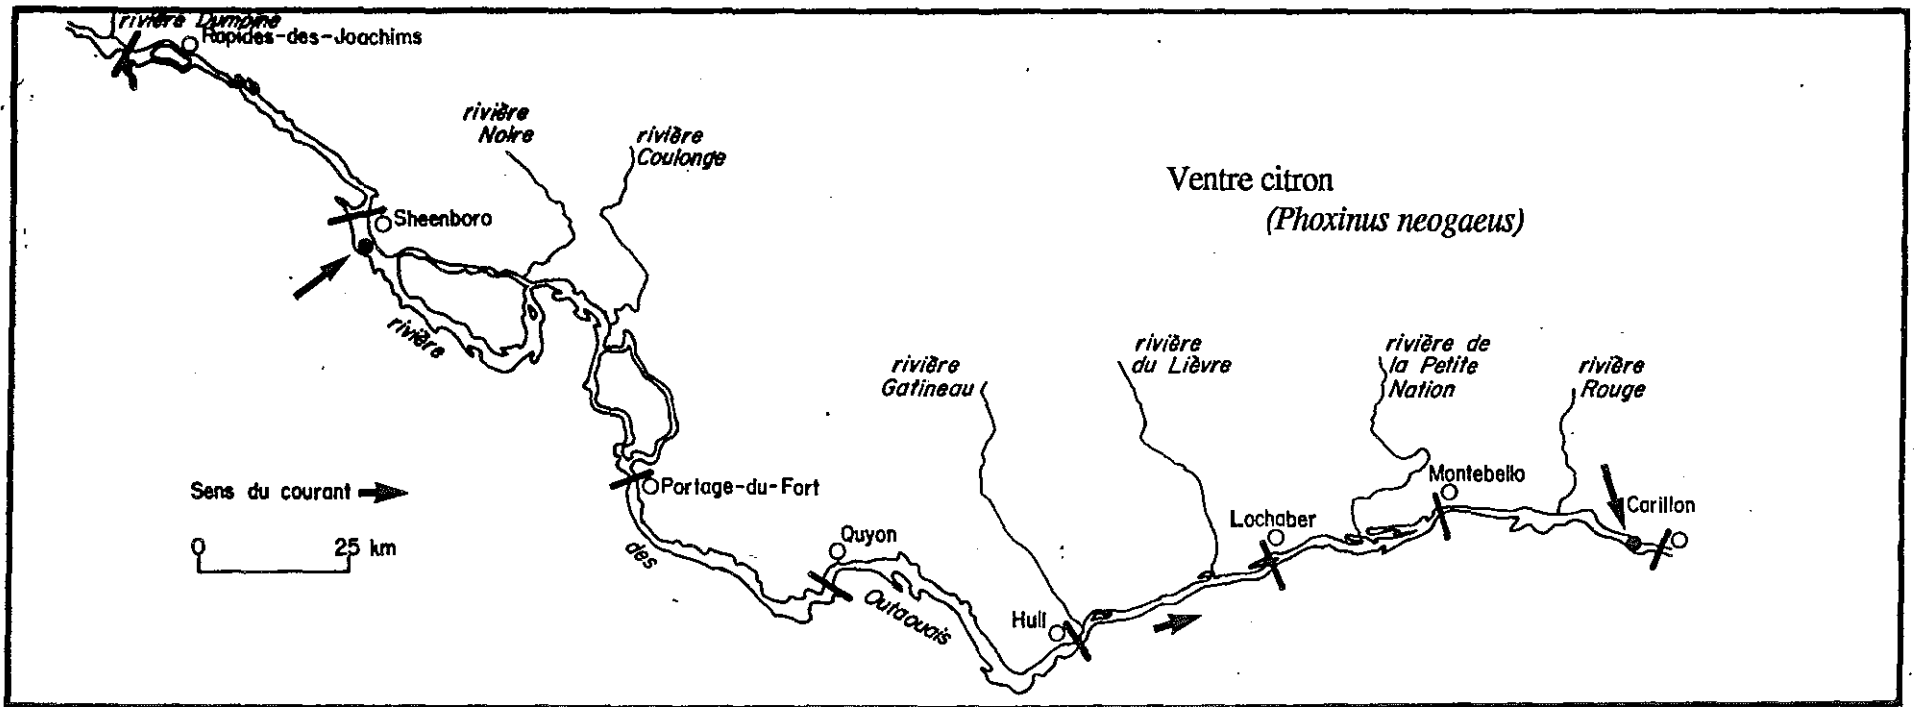 rivière Dumoine
Rapides-des-Joachims
rivière
Noire
rivière
Coulonge
Ventre citron
(Phoxinus neogaeus)
Sheenboro
rivière
rivière
Gatineau
rivière
du Lièvre
rivière de
la Petite
Nation
rivière
Rouge
Sens du courant
Portage-du-Fort
Montebello
Carillon
Lochaber
0 25 km
des
Quyon
Outaouais
Hull